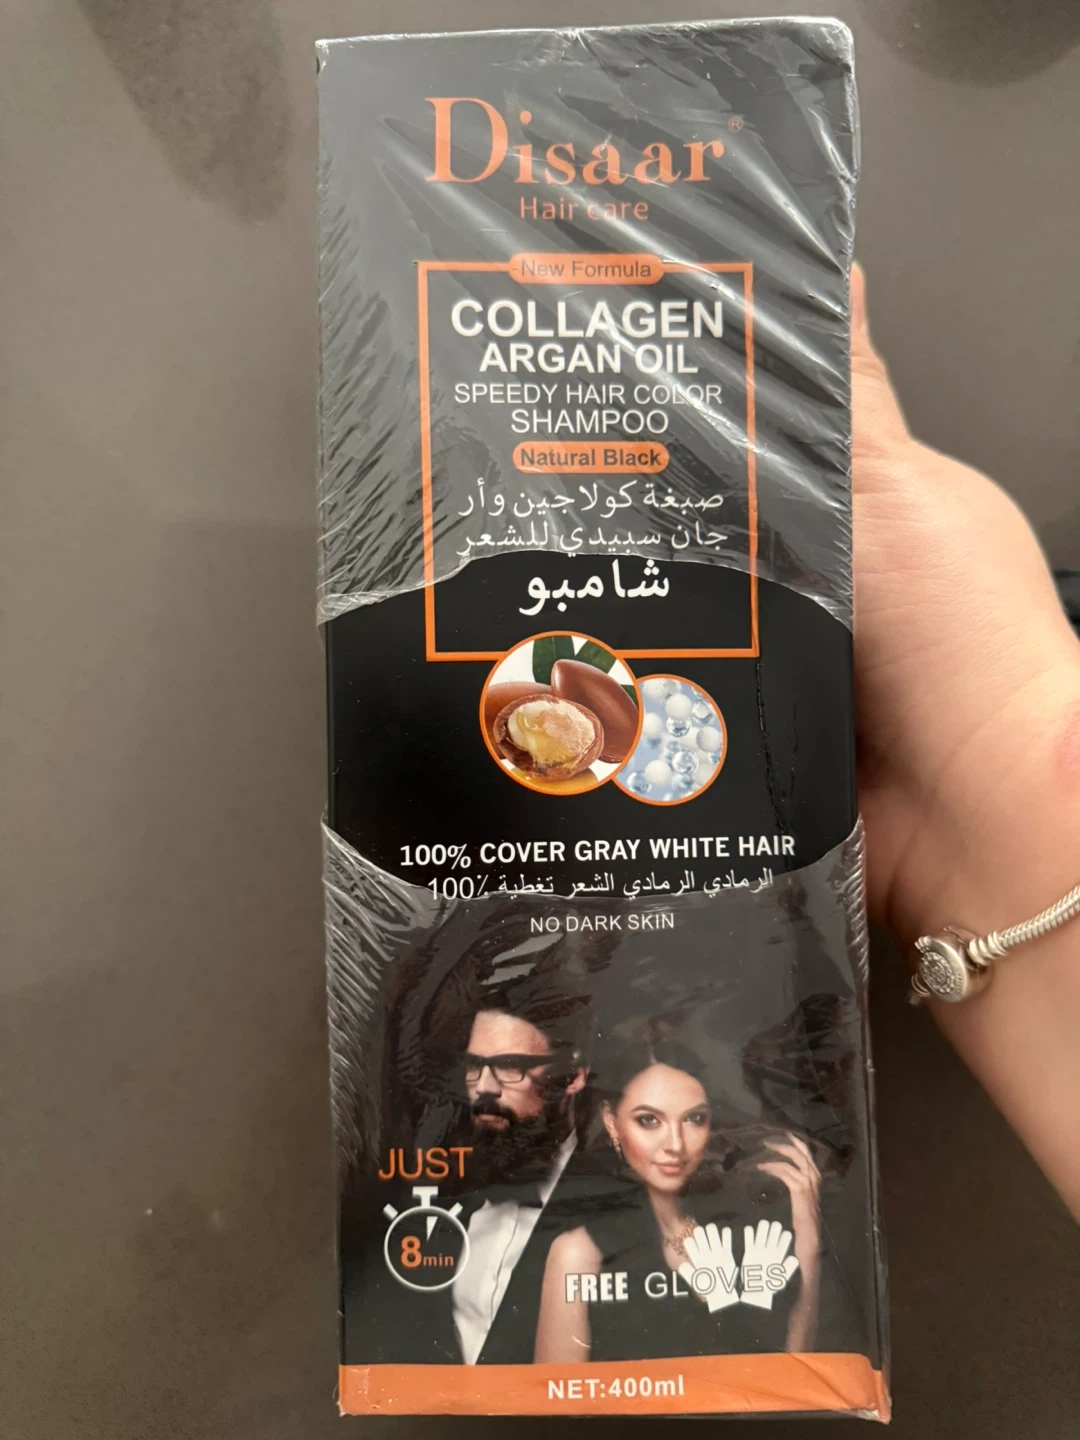 Disaar®
Hair care
New Formula
COLLAGEN
ARGAN OIL
SPEEDY HAIR COLOR
SHAMPOO
Natural Black
صبغة كولاجين وأر
جان سبيدي للشعر
شامبو
100% COVER GRAY WHITE HAIR
الرمادي الرمادي الشعر تغطية 100٪
NO DARK SKIN
JUST
8min
FREE GLOVES
NET:400ml